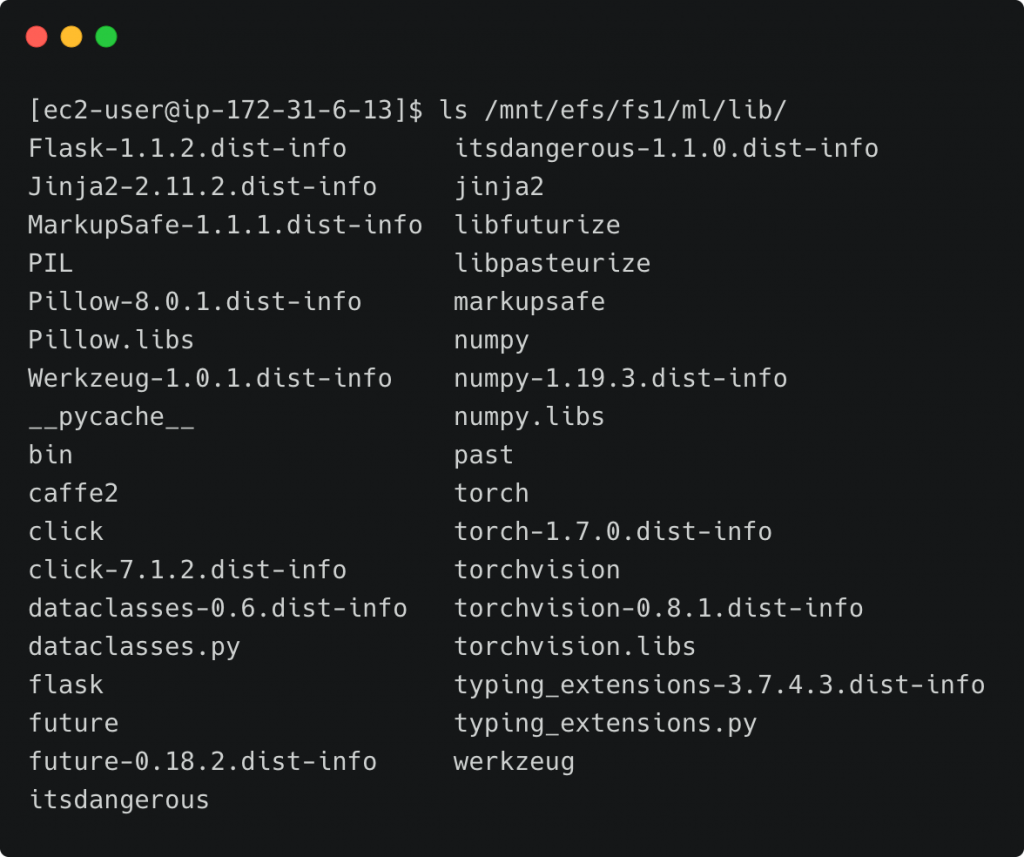 [ec2-user@ip-172-31-6-13]$ ls /mnt/efs/fs1/ml/lib/
Flask-1.1.2.dist-info itsdangerous-1.1.0.dist-info
Jinja2-2.11.2.dist-info jinja2
MarkupSafe-1.1.1.dist-info libfuturize
PIL libpasteurize
Pillow-8.0.1.dist-info markupsafe
Pillow.libs numpy
Werkzeug-1.0.1.dist-info numpy-1.19.3.dist-info
__pycache__ numpy.libs
bin past
caffe2 torch
click torch-1.7.0.dist-info
click-7.1.2.dist-info torchvision
dataclasses-0.6.dist-info torchvision-0.8.1.dist-info
dataclasses.py torchvision.libs
flask typing_extensions-3.7.4.3.dist-info
future typing_extensions.py
future-0.18.2.dist-info werkzeug
itsdangerous